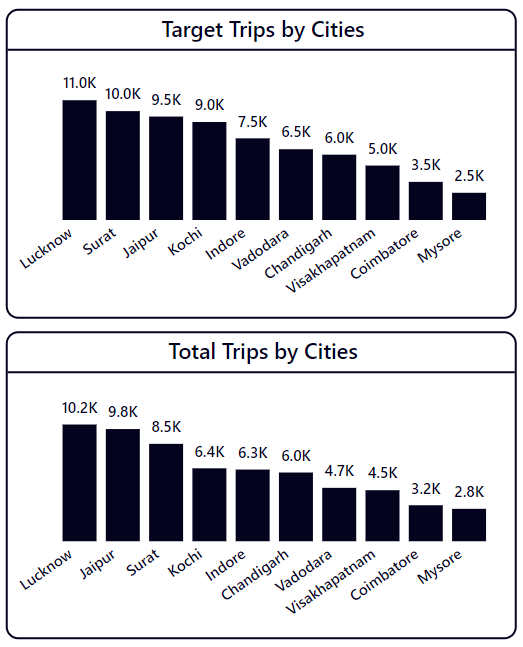 Target Trips by Cities
11.0K
10.0K
9.5K
9.0K
7.5K
6.5K
6.0K
5.0K
3.5K
2.5K
Lucknow
Surat
Jaipur
Kochi
Indore
Vadodara
Chandigarh
Visakhapatnam
Coimbatore
Mysore
Total Trips by Cities
10.2K
9.8K
8.5K
6.4K
6.3K
6.0K
4.7K
4.5K
3.2K
2.8K
Lucknow
Jaipur
Surat
Kochi
Indore
Chandigarh
Vadodara
Visakhapatnam
Coimbatore
Mysore